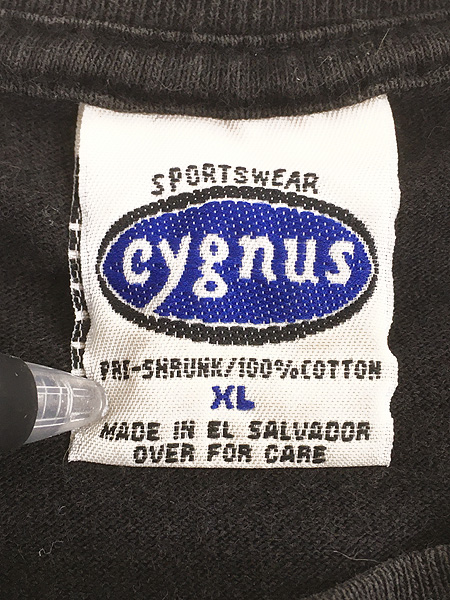 SPORTSWEAR
cygnus
PRE-SHRUNK/100%COTTON
XL
MADE IN EL SALVADOR
OVER FOR CARE